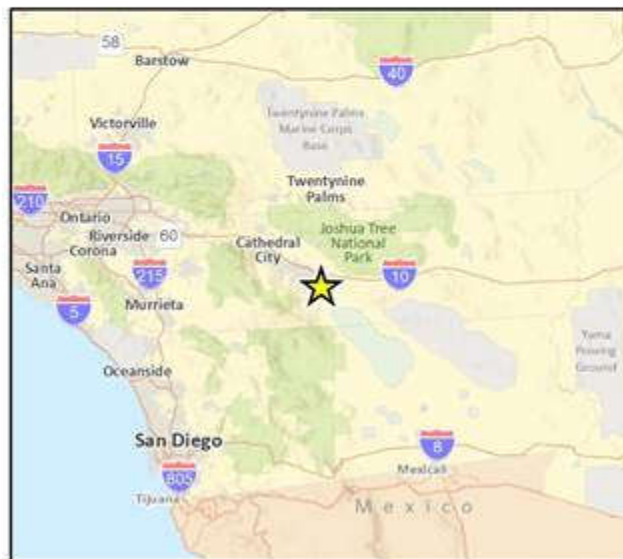 58
Barstow
40
Twentynine Palms
Marine Corps
Base
Victorville
15
Twentynine
Palms
210
Ontario
Riverside
60
Corona
Cathedral
City
Joshua Tree
National
Park
Santa
Ana
215
10
5
Murrieta
Yuma
Proving
Ground
Oceanside
San Diego
8
805
Mexicali
Tijuana
Mexico